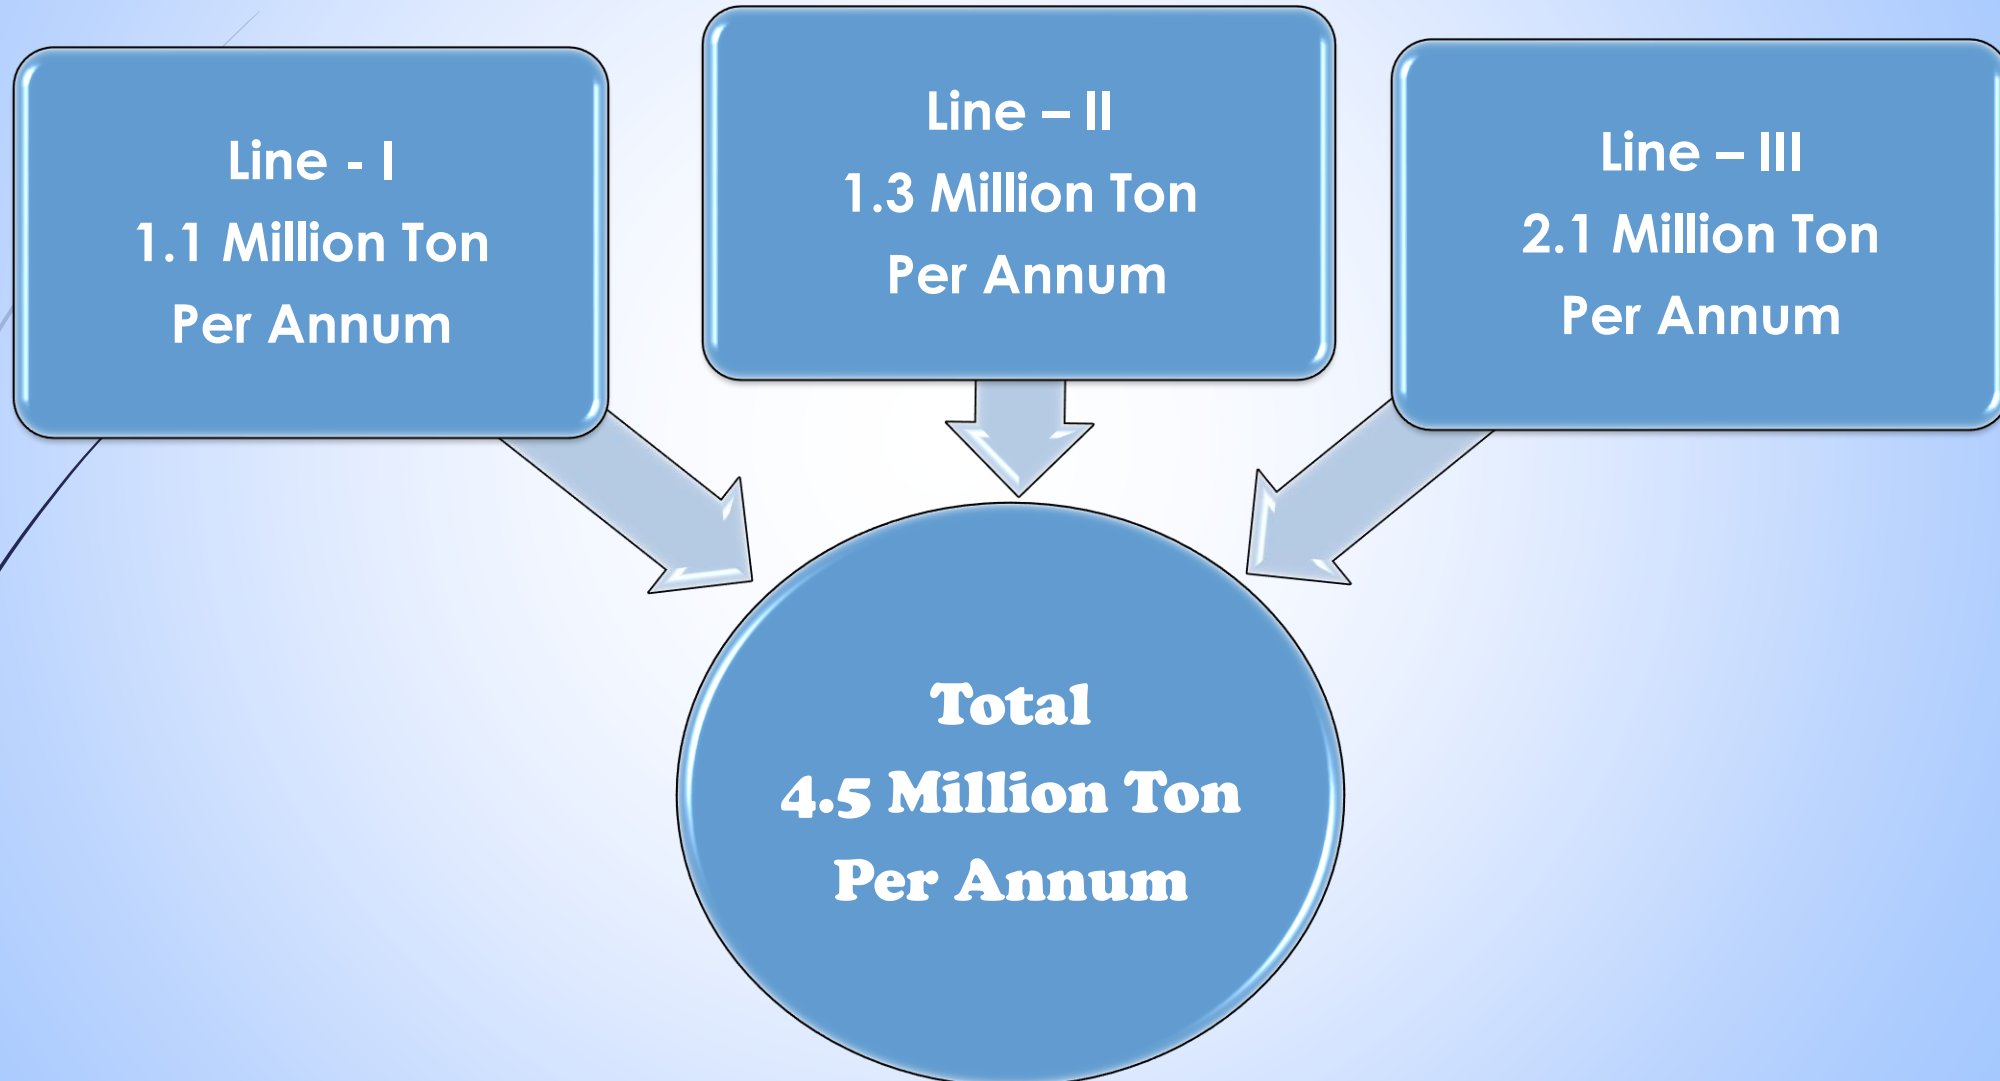 Line - I
1.1 Million Ton
Per Annum
Line – II
1.3 Million Ton
Per Annum
Line – III
2.1 Million Ton
Per Annum
Total
4.5 Million Ton
Per Annum